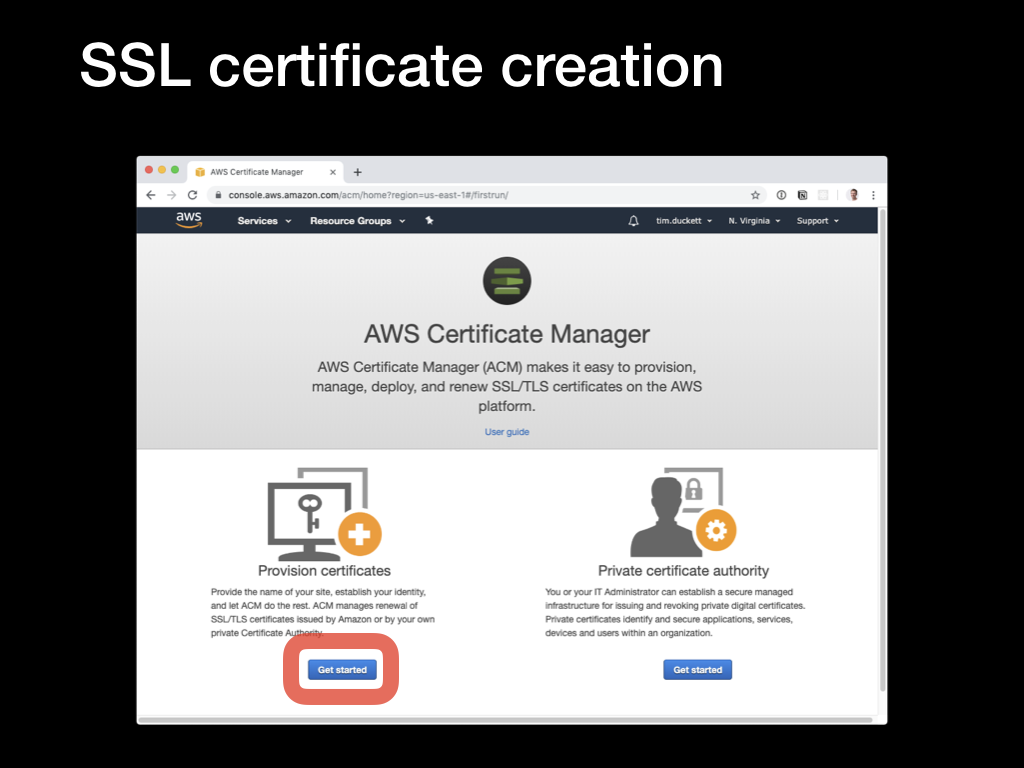 SSL certificate creation
AWS Certificate Manager
console.aws.amazon.com/acm/home?region=us-east-1#/firstrun/
aws Services Resource Groups tim.duckett N. Virginia Support
AWS Certificate Manager
AWS Certificate Manager (ACM) makes it easy to provision,
manage, deploy, and renew SSL/TLS certificates on the AWS
platform.
User guide
Provision certificates
Provide the name of your site, establish your identity,
and let ACM do the rest. ACM manages renewal of
SSL/TLS certificates issued by Amazon or by your own
private Certificate Authority.
Get started
Private certificate authority
You or your IT Administrator can establish a secure managed
infrastructure for issuing and revoking private digital certificates.
Private certificates identify and secure applications, services,
devices and users within an organization.
Get started